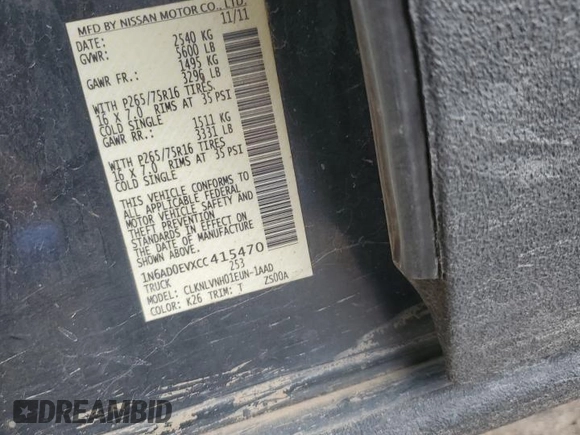 MFD BY NISSAN MOTOR CO., LTD.
DATE: 11/11
GVWR: 2540 KG
5600 LB
GAWR FR.: 1495 KG
3296 LB
WITH P265/75R16 TIRES
16 X 7.0 RIMS AT 35 PSI
COLD SINGLE
GAWR RR.: 1511 KG
3331 LB
WITH P265/75R16 TIRES
16 X 7.0 RIMS AT 35 PSI
COLD SINGLE
THIS VEHICLE CONFORMS TO
ALL APPLICABLE FEDERAL
MOTOR VEHICLE SAFETY AND
THEFT PREVENTION
STANDARDS IN EFFECT ON
THE DATE OF MANUFACTURE
SHOWN ABOVE.
1N6AD0EVXCC415470
TRUCK 253
MODEL: CLKNLVNHD1EUN-1AAD
COLOR: K26 TRIM: T 2500A
DREAMBID